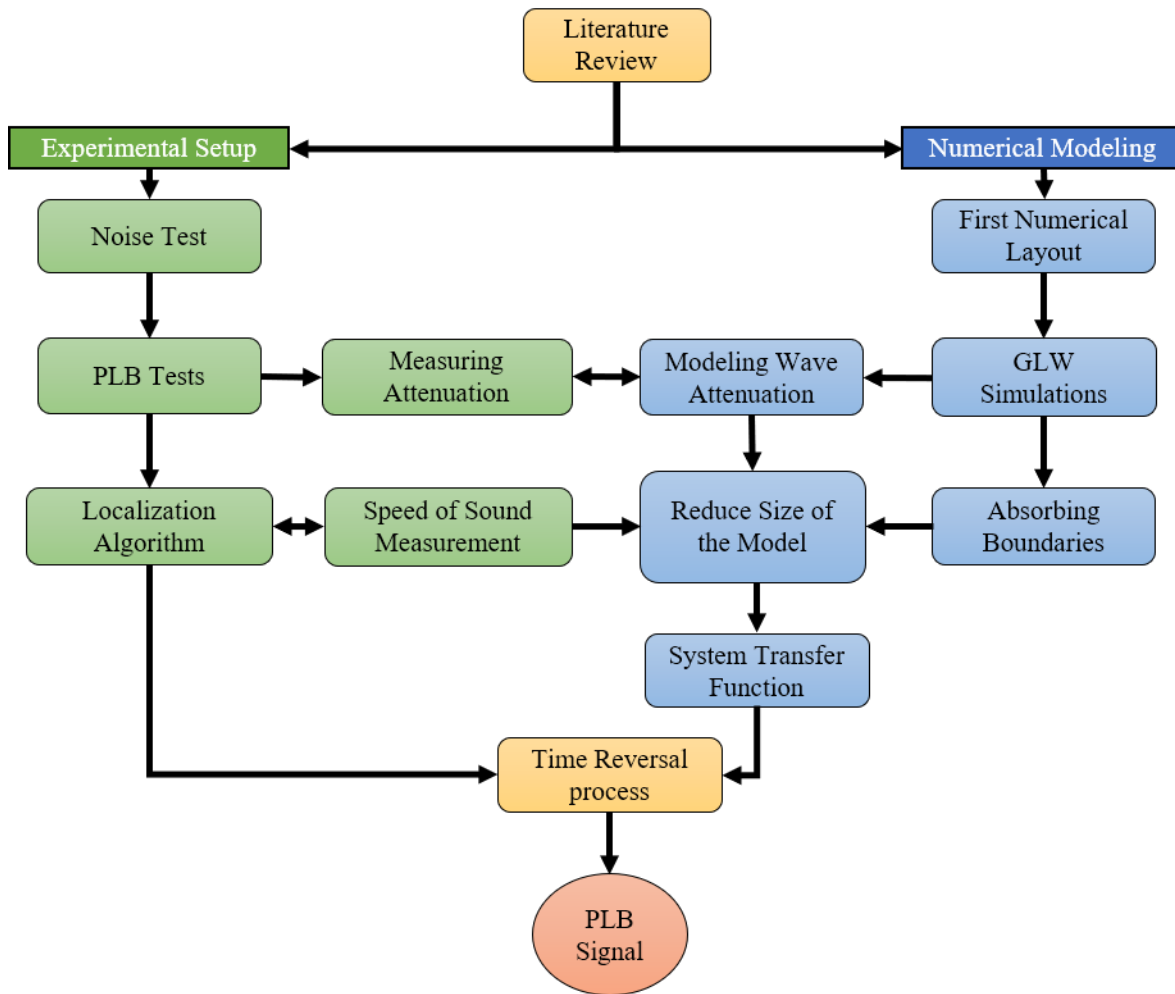 Literature
Review
Experimental Setup
Numerical Modeling
Noise Test
First Numerical
Layout
PLB Tests
Measuring
Attenuation
Modeling Wave
Attenuation
GLW
Simulations
Localization
Algorithm
Speed of Sound
Measurement
Reduce Size of
the Model
Absorbing
Boundaries
System Transfer
Function
Time Reversal
process
PLB
Signal